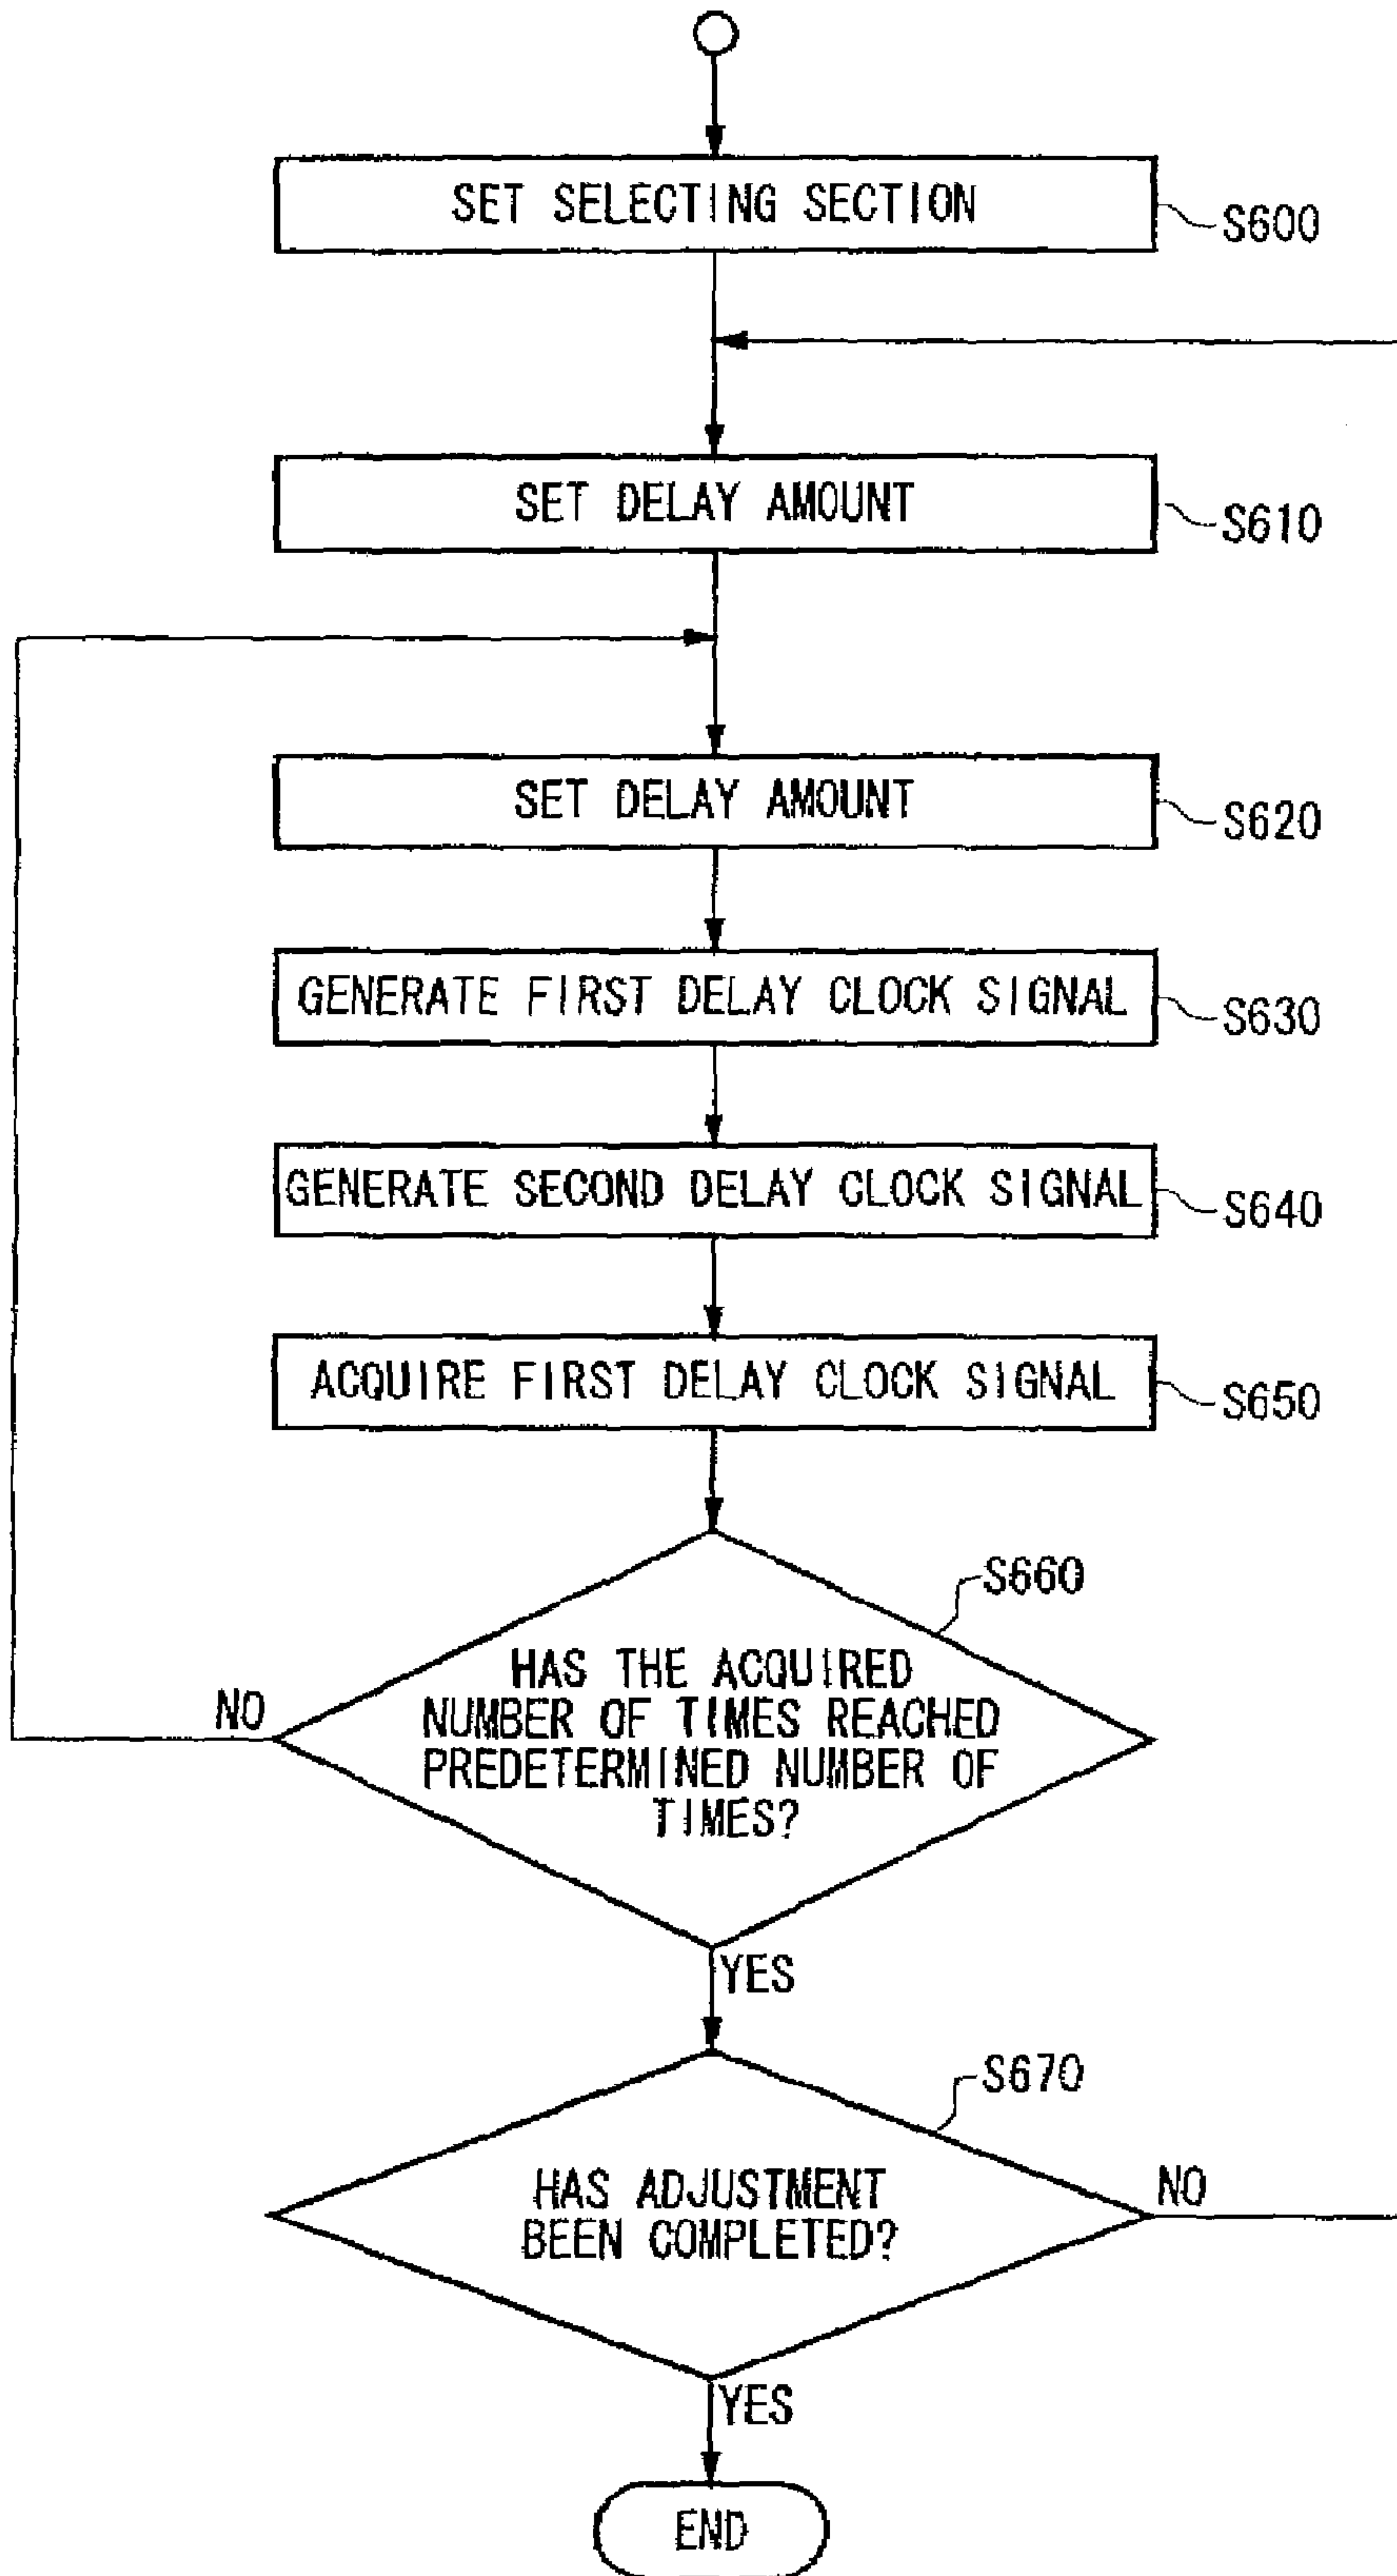 SET SELECTING SECTION
S600
SET DELAY AMOUNT
S610
SET DELAY AMOUNT
S620
GENERATE FIRST DELAY CLOCK SIGNAL
S630
GENERATE SECOND DELAY CLOCK SIGNAL
S640
ACQUIRE FIRST DELAY CLOCK SIGNAL
S650
S660
HAS THE ACQUIRED
NUMBER OF TIMES REACHED
PREDETERMINED NUMBER OF
TIMES?
NO
YES
S670
HAS ADJUSTMENT
BEEN COMPLETED?
NO
YES
END